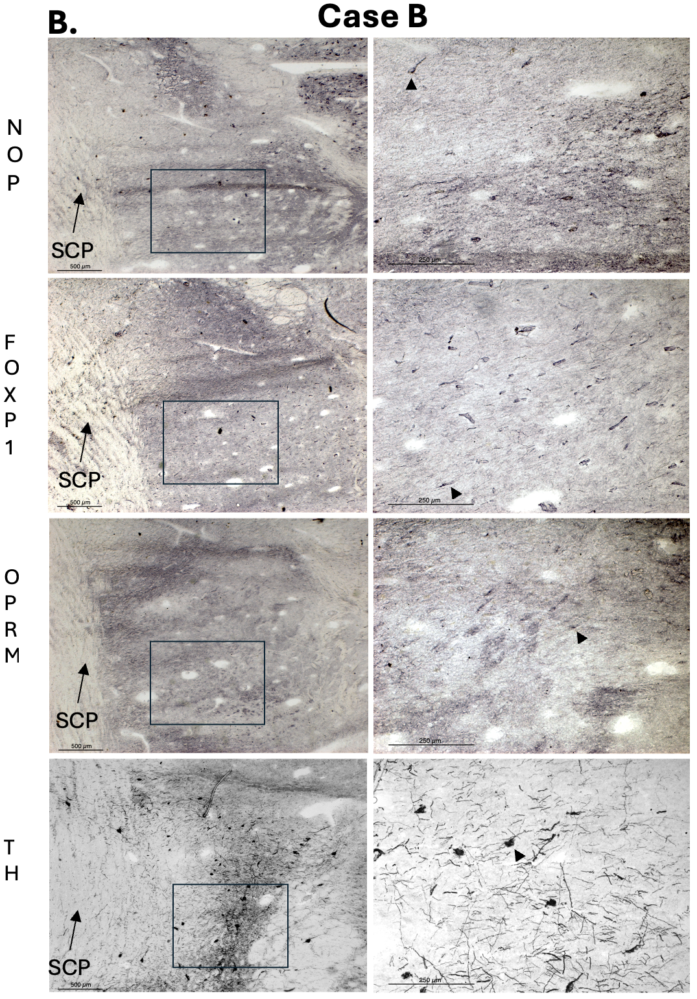 B.
Case B
N
O
P
SCP
500 µm
250 µm
F
O
X
P
1
SCP
500 µm
250 µm
O
P
R
M
SCP
500 µm
250 µm
T
H
SCP
500 µm
250 µm